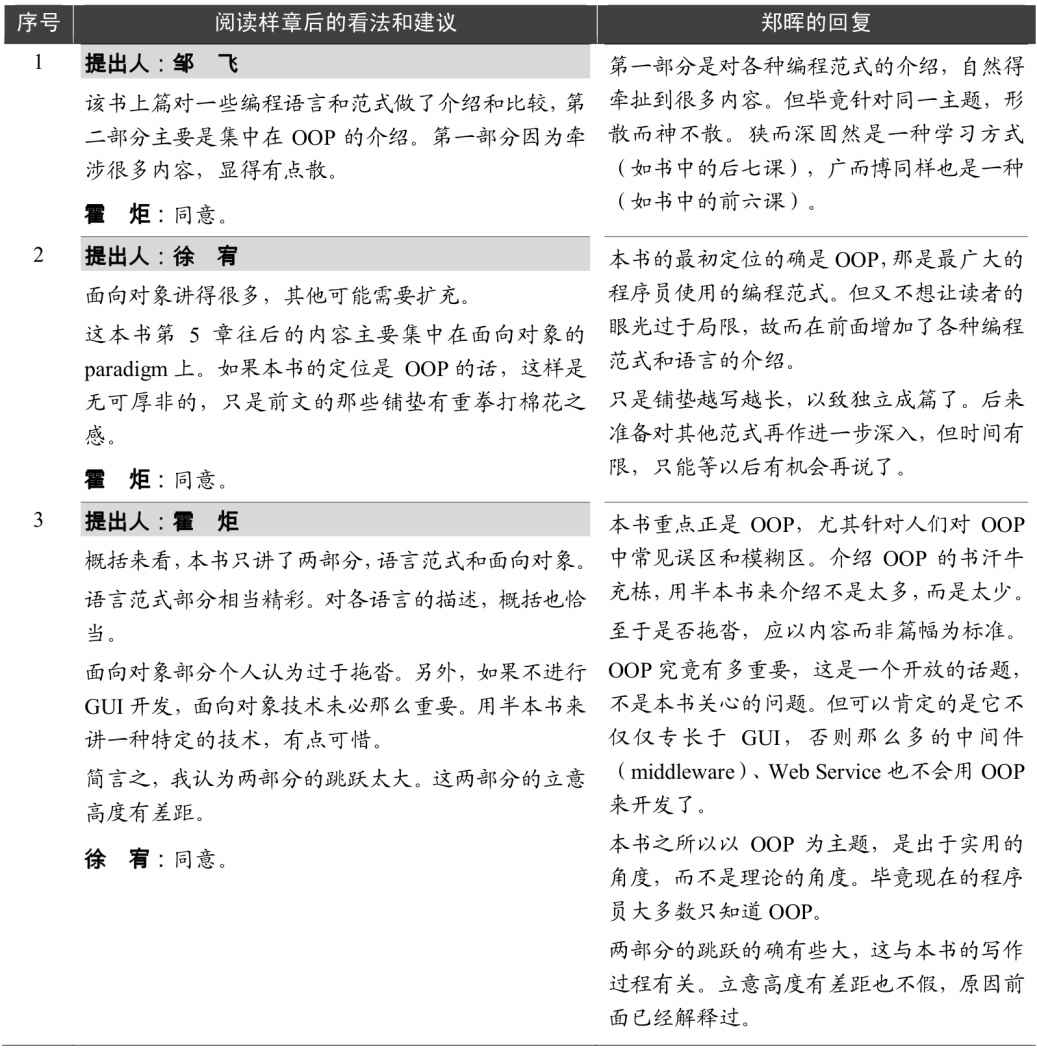 序号 阅读样章后的看法和建议 郑晖的回复
1
提出人：邹 飞
该书上篇对一些编程语言和范式做了介绍和比较，第
二部分主要是集中在 OOP 的介绍。第一部分因为牵
涉很多内容，显得有点散。
霍 炬：同意。
第一部分是对各种编程范式的介绍，自然得
牵扯到很多内容。但毕竟针对同一主题，形
散而神不散。狭而深固然是一种学习方式
（如书中的后七课），广而博同样也是一种
（如书中的前六课）。
2
提出人：徐 宥
面向对象讲得很多，其他可能需要扩充。
这本书第 5 章往后的内容主要集中在面向对象的
paradigm 上。如果本书的定位是 OOP 的话，这样是
无可厚非的，只是前文的那些铺垫有重拳打棉花之
感。
霍 炬：同意。
本书的最初定位的确是 OOP，那是最广大的
程序员使用的编程范式。但又不想让读者的
眼光过于局限，故而在前面增加了各种编程
范式和语言的介绍。
只是铺垫越写越长，以致独立成篇了。后来
准备对其他范式再作进一步深入，但时间有
限，只能等以后有机会再说了。
3
提出人：霍 炬
概括来看，本书只讲了两部分，语言范式和面向对象。
语言范式部分相当精彩。对各语言的描述，概括也恰
当。
面向对象部分个人认为过于拖沓。另外，如果不进行
GUI 开发，面向对象技术未必那么重要。用半本书来
讲一种特定的技术，有点可惜。
简言之，我认为两部分的跳跃太大。这两部分的立意
高度有差距。
徐 宥：同意。
本书重点正是 OOP，尤其针对人们对 OOP
中常见误区和模糊区。介绍 OOP 的书汗牛
充栋，用半本书来介绍不是太多，而是太少。
至于是否拖沓，应以内容而非篇幅为标准。
OOP 究竟有多重要，这是一个开放的话题，
不是本书关心的问题。但可以肯定的是它不
仅仅专长于 GUI，否则那么多的中间件
（middleware）、Web Service 也不会用 OOP
来开发了。
本书之所以以 OOP 为主题，是出于实用的
角度，而不是理论的角度。毕竟现在的程序
员大多数只知道 OOP。
两部分的跳跃的确有些大，这与本书的写作
过程有关。立意高度有差距也不假，原因前
面已经解释过。